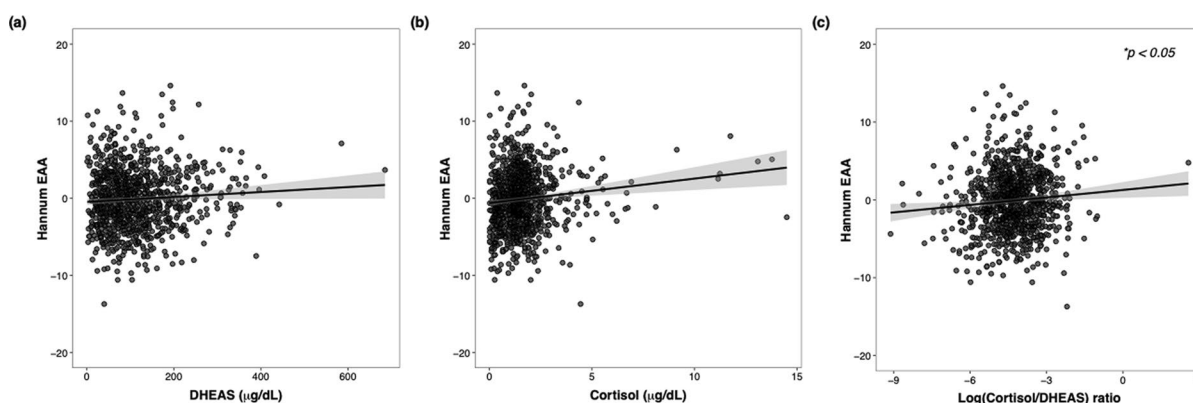 (a)
20
10
0
−10
−20
Hannum EAA
0 200 400 600
DHEAS (μg/dL)
(b)
20
10
0
−10
−20
Hannum EAA
0 5 10 15
Cortisol (μg/dL)
(c)
*p < 0.05
20
10
0
−10
−20
Hannum EAA
−9 −6 −3 0
Log(Cortisol/DHEAS) ratio